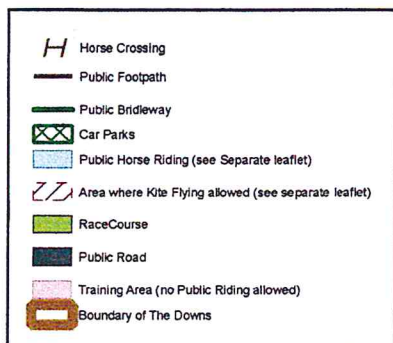 Horse Crossing
Public Footpath
Public Bridleway
Car Parks
Public Horse Riding (see Separate leaflet)
Area where Kite Flying allowed (see separate leaflet)
RaceCourse
Public Road
Training Area (no Public Riding allowed)
Boundary of The Downs